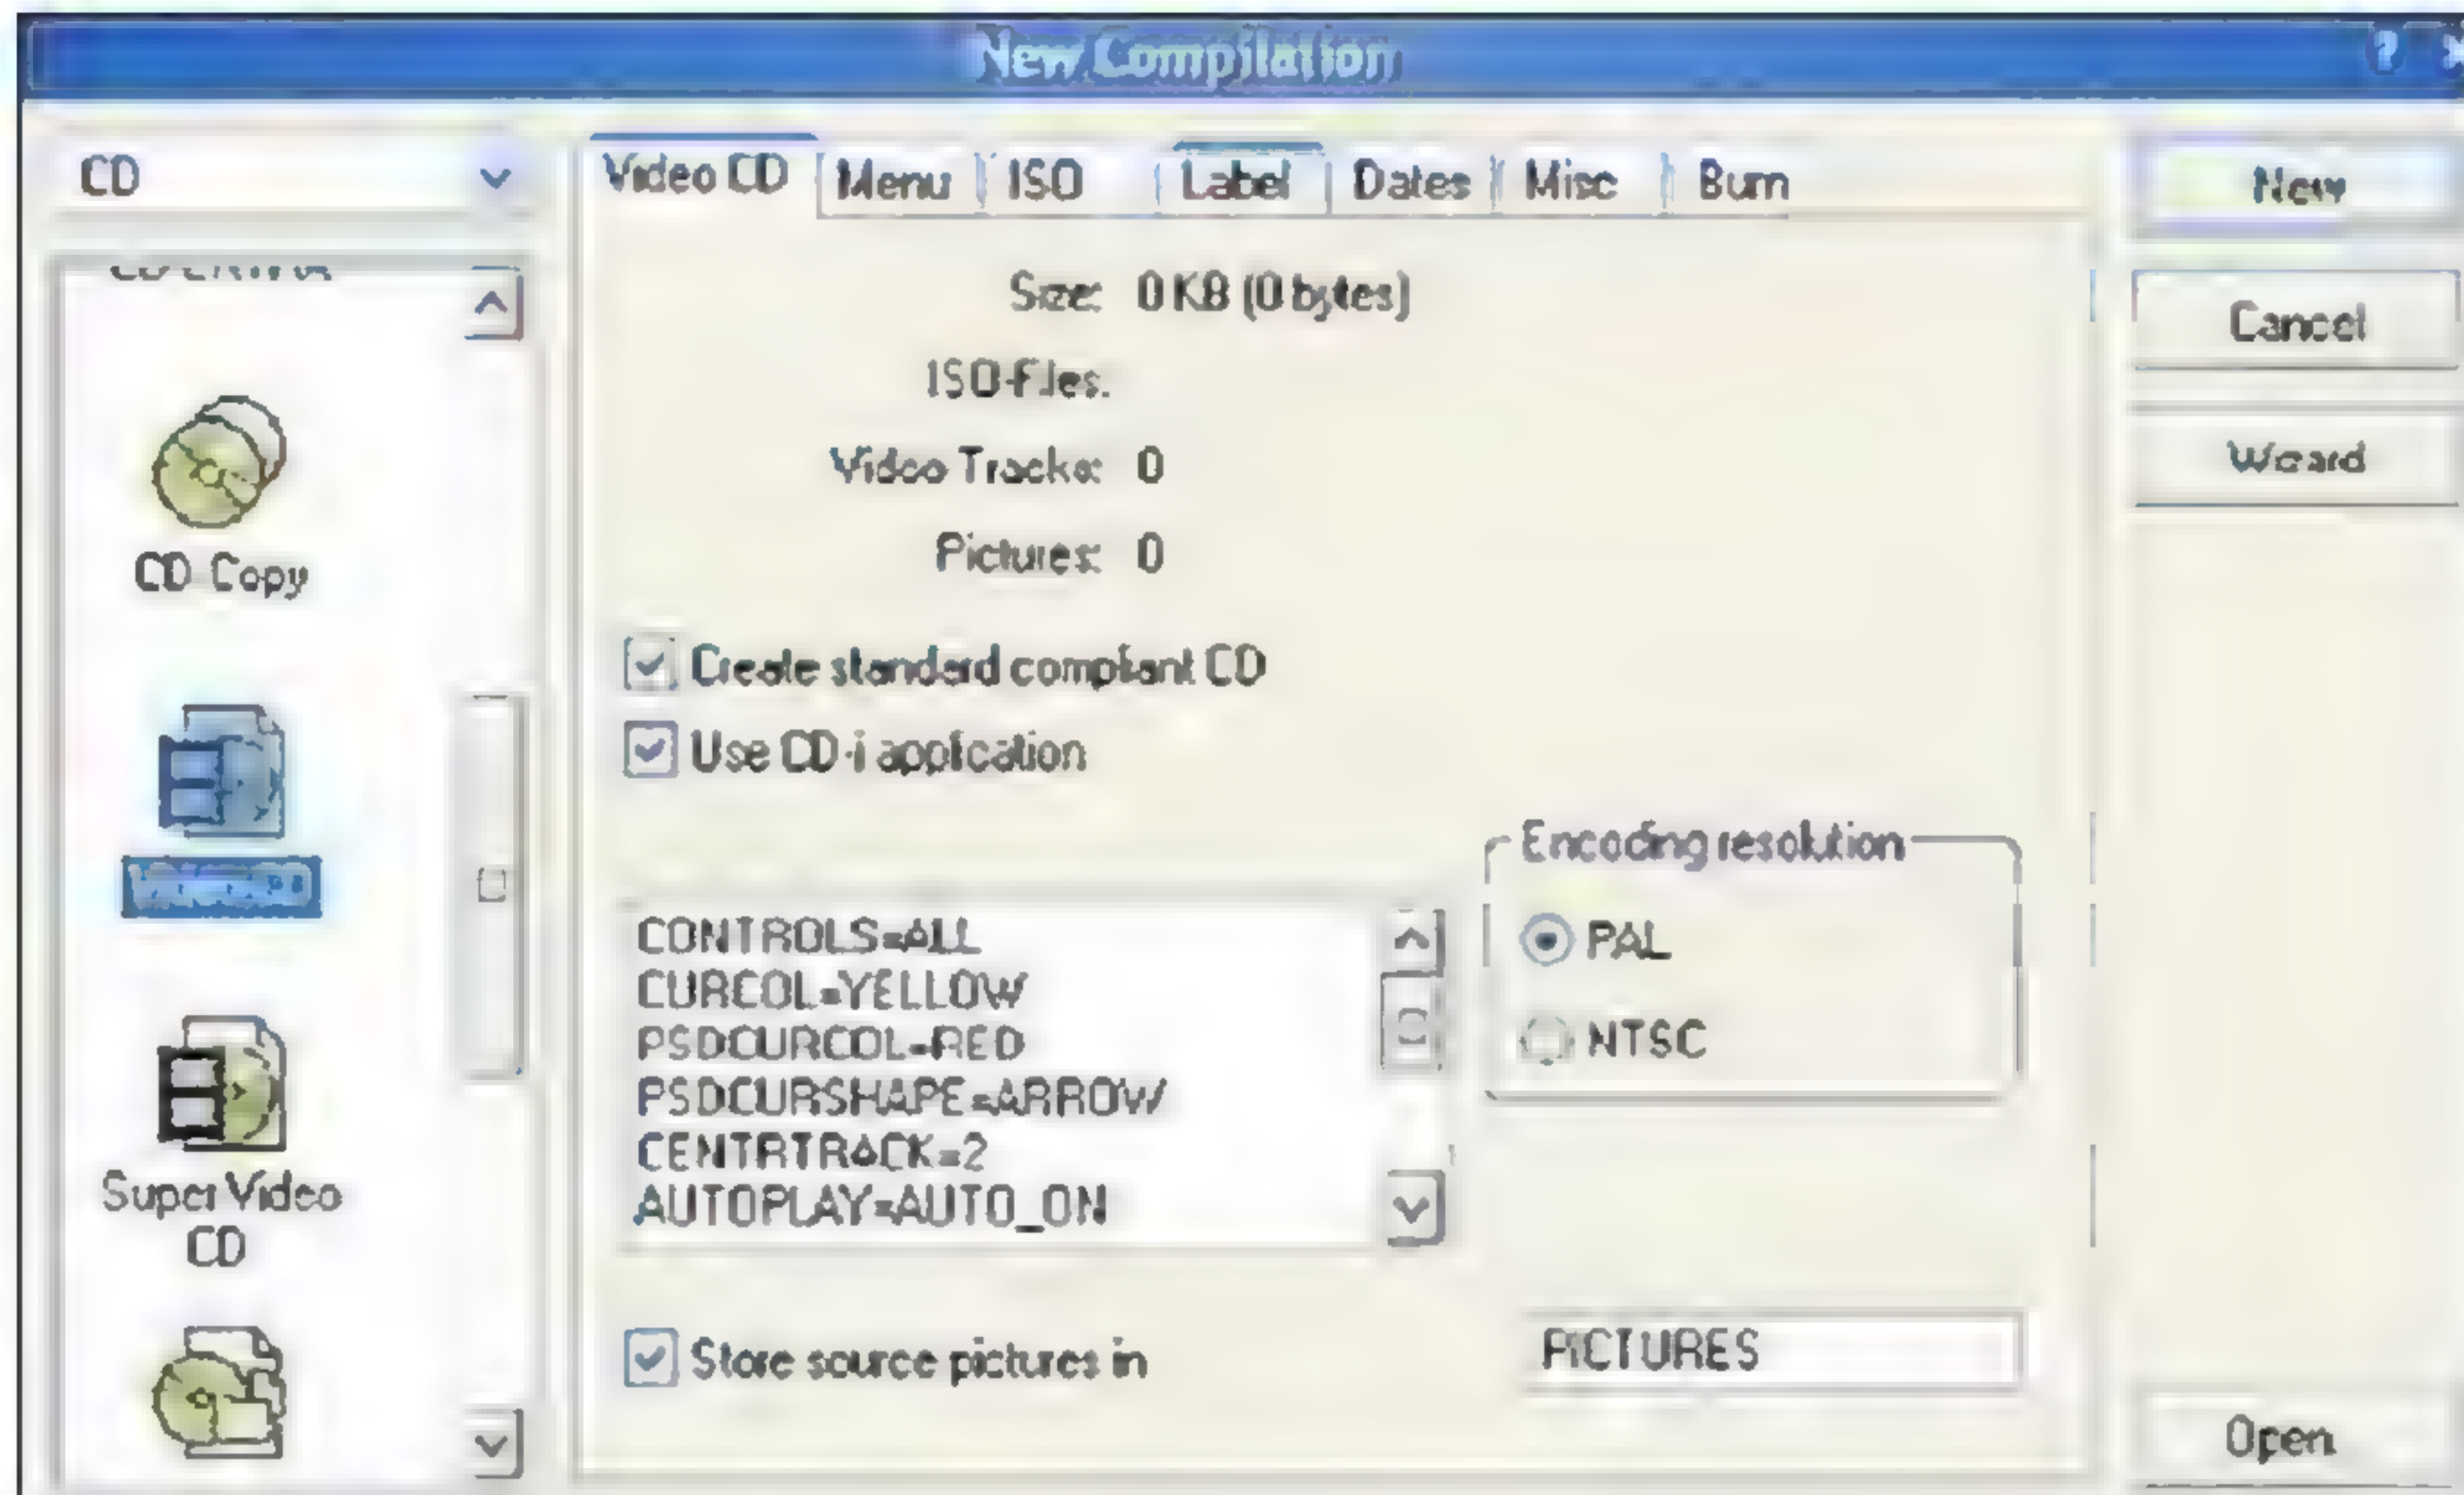 New Compilation
CD
Video CD Menu ISO Label Dates Misc Burn
New
Size: 0 KB (0 bytes)
Cancel
ISO-Files:
Video Tracks: 0
Wizard
Pictures: 0
CD Copy
Create standard compliant CD
Use CD-i application
Encoding resolution
CONTROLS=ALL
PAL
CURCOL=YELLOW
PSDCURCOL=RED
NTSC
PSDCURSHAPE=ARROW
CENTRTRACK=2
AUTOPLAY=AUTO_ON
Super Video
CD
Store source pictures in
PICTURES
Open